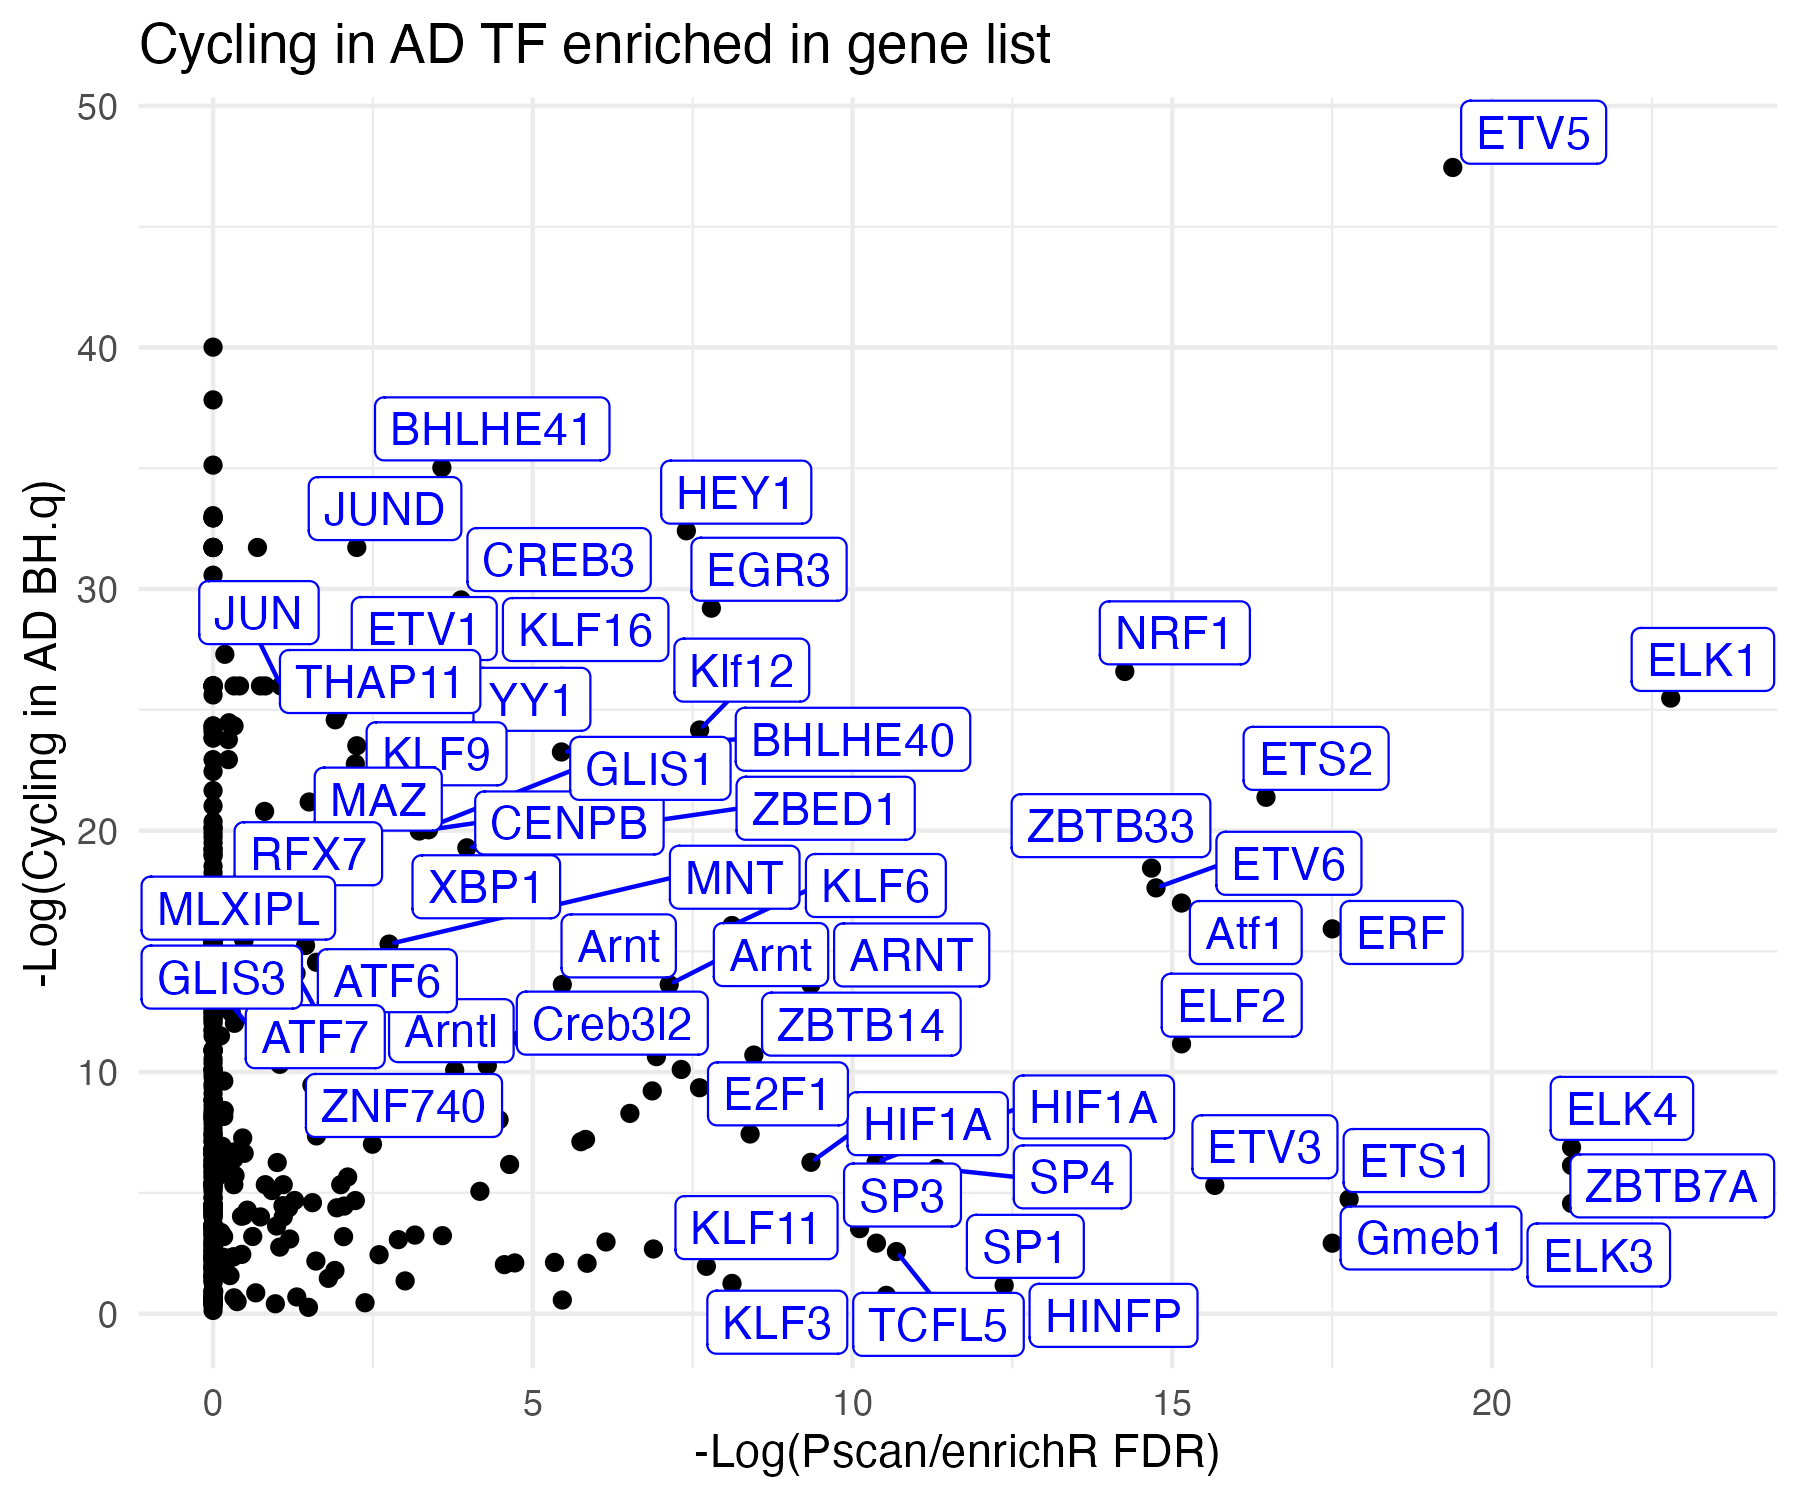 Cycling in AD TF enriched in gene list
-Log(Cycling in AD BH.q)
50
40
30
20
10
0
ETV5
BHLHE41
HEY1
JUND
CREB3
EGR3
JUN
ETV1
KLF16
NRF1
Klf12
ELK1
THAP11
YY1
BHLHE40
KLF9
GLIS1
ETS2
MAZ
CENPB
ZBED1
ZBTB33
RFX7
ETV6
XBP1
MNT
KLF6
MLXIPL
Arnt
Arnt
ARNT
Atf1
ERF
GLIS3
ATF6
ELF2
ATF7
Arntl
Creb3l2
ZBTB14
ZNF740
E2F1
HIF1A
HIF1A
ELK4
ETV3
ETS1
SP3
SP4
ZBTB7A
KLF11
SP1
Gmeb1
ELK3
KLF3
TCFL5
HINFP
0
5
10
15
20
-Log(Pscan/enrichR FDR)